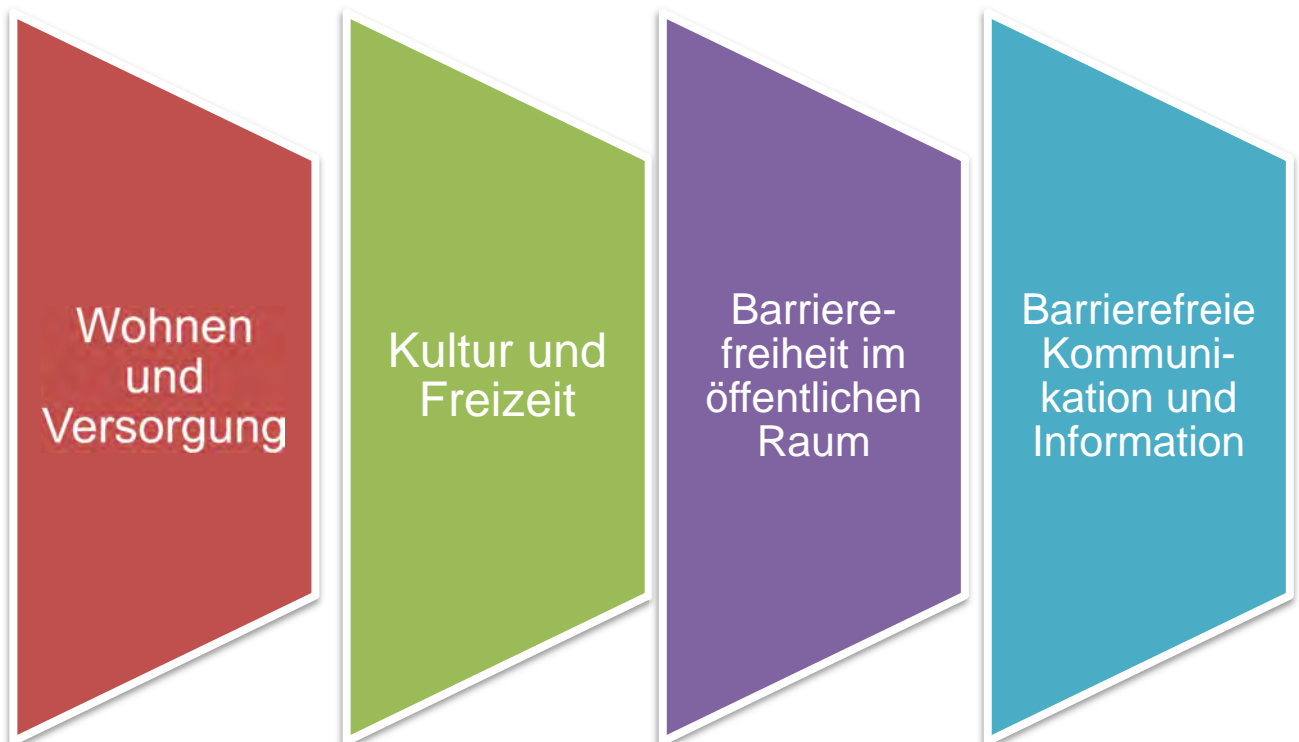 Wohnen
und
Versorgung
Kultur und
Freizeit
Barriere-
freiheit im
öffentlichen
Raum
Barrierefreie
Kommuni-
kation und
Information